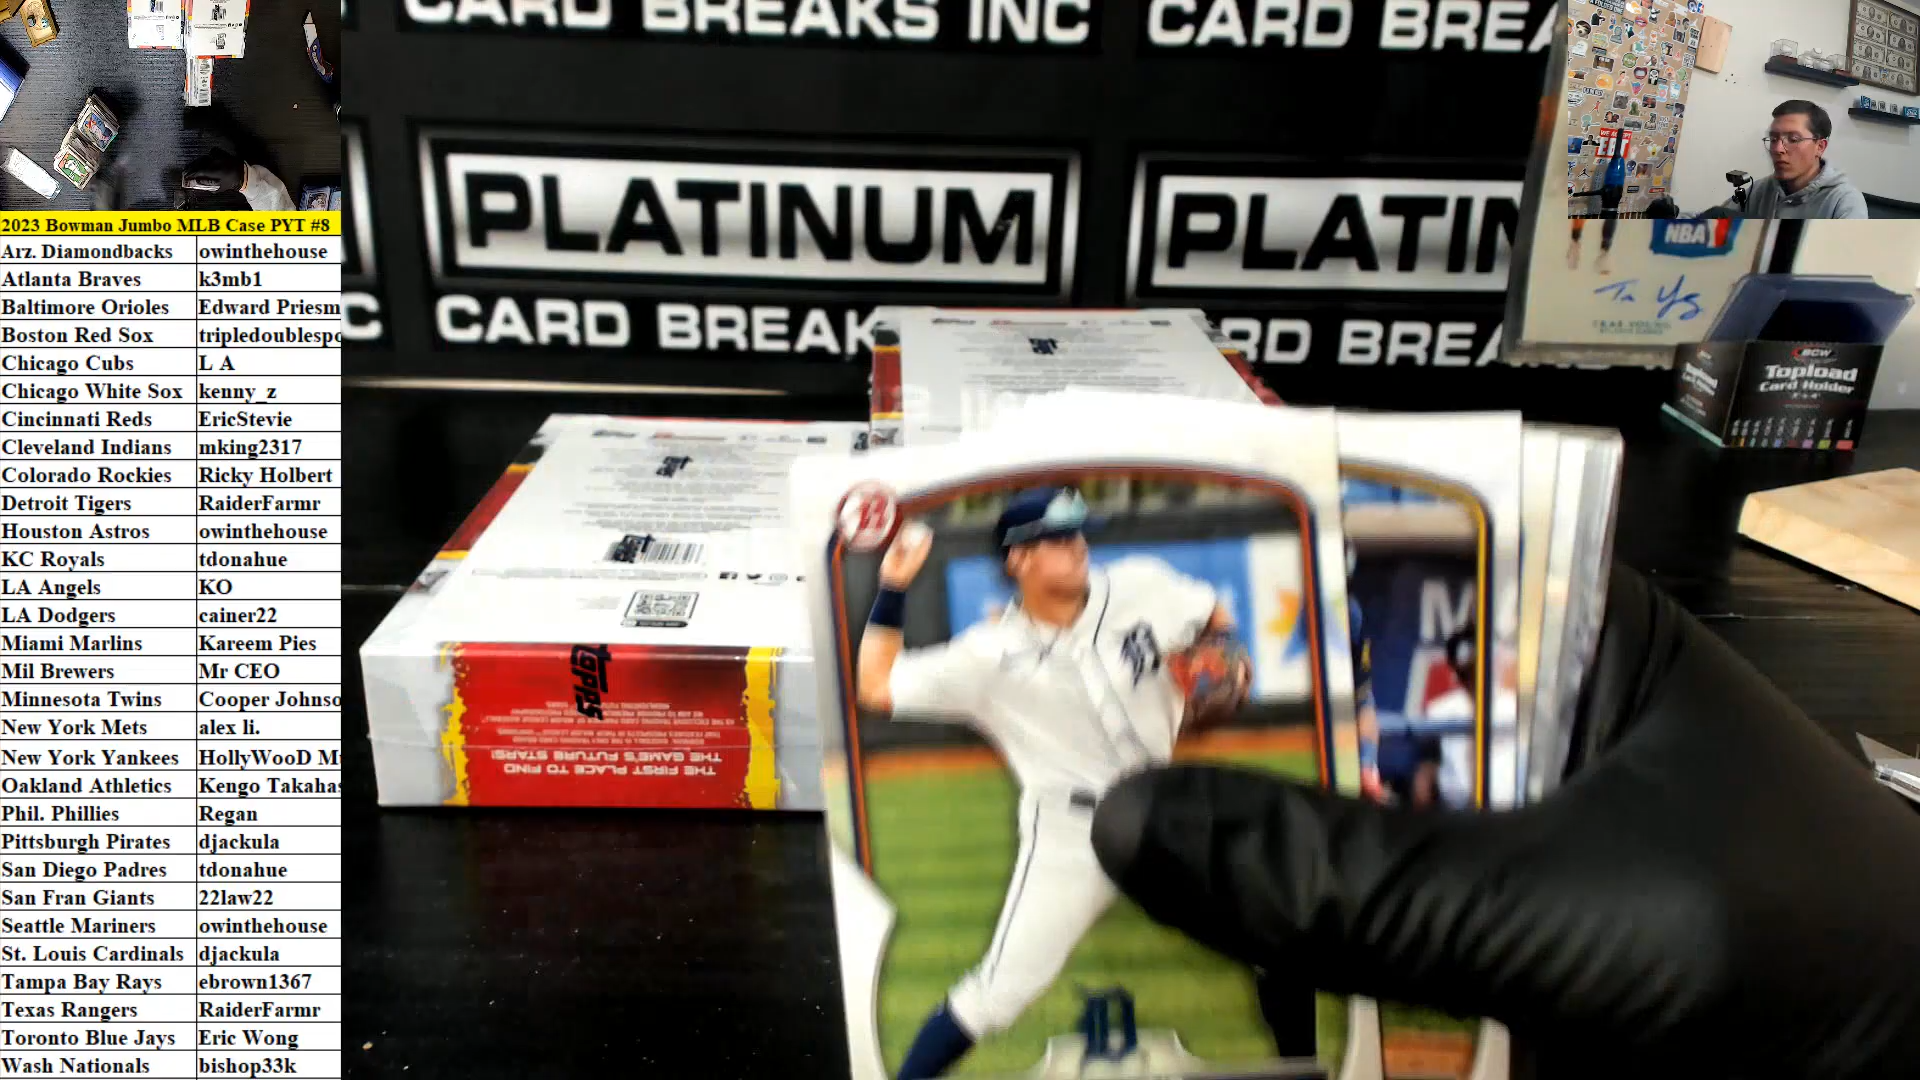 CARD BREAKS INC CARD BREA
PLATINUM PLATIN
C CARD BREAK RD BREA
NBA
BCW
Topload
Card Holder
topps
THE FIRST PLACE TO FIND
THE GAME'S FUTURE STARS!
2023 Bowman Jumbo MLB Case PYT #8
Arz. Diamondbacks owinthehouse
Atlanta Braves k3mb1
Baltimore Orioles Edward Priesm
Boston Red Sox tripledoublespo
Chicago Cubs L A
Chicago White Sox kenny_z
Cincinnati Reds EricStevie
Cleveland Indians mking2317
Colorado Rockies Ricky Holbert
Detroit Tigers RaiderFarmr
Houston Astros owinthehouse
KC Royals tdonahue
LA Angels KO
LA Dodgers cainer22
Miami Marlins Kareem Pies
Mil Brewers Mr CEO
Minnesota Twins Cooper Johnso
New York Mets alex li.
New York Yankees HollyWooD M
Oakland Athletics Kengo Takahas
Phil. Phillies Regan
Pittsburgh Pirates djackula
San Diego Padres tdonahue
San Fran Giants 22law22
Seattle Mariners owinthehouse
St. Louis Cardinals djackula
Tampa Bay Rays ebrown1367
Texas Rangers RaiderFarmr
Toronto Blue Jays Eric Wong
Wash Nationals bishop33k